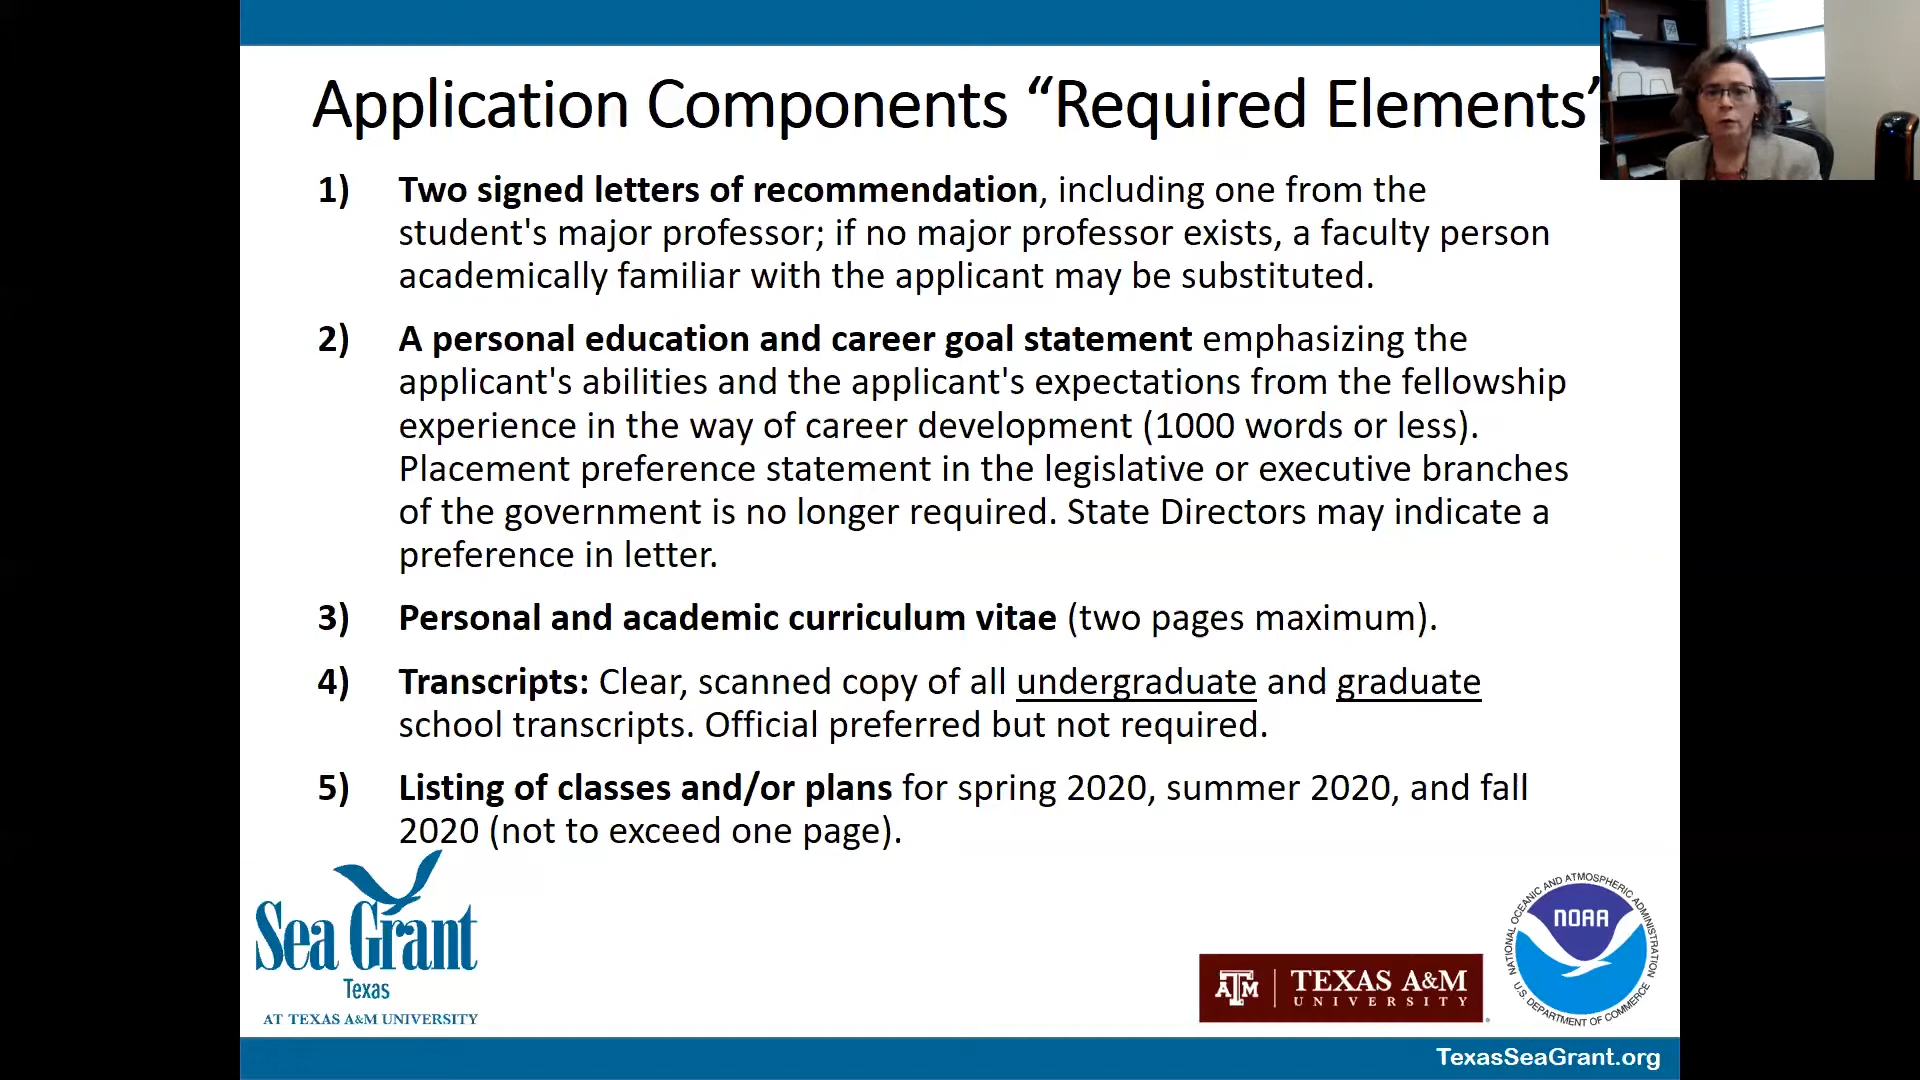 Application Components “Required Elements”
1) Two signed letters of recommendation, including one from the
student's major professor; if no major professor exists, a faculty person
academically familiar with the applicant may be substituted.
2) A personal education and career goal statement emphasizing the
applicant's abilities and the applicant's expectations from the fellowship
experience in the way of career development (1000 words or less).
Placement preference statement in the legislative or executive branches
of the government is no longer required. State Directors may indicate a
preference in letter.
3) Personal and academic curriculum vitae (two pages maximum).
4) Transcripts: Clear, scanned copy of all undergraduate and graduate
school transcripts. Official preferred but not required.
5) Listing of classes and/or plans for spring 2020, summer 2020, and fall
2020 (not to exceed one page).
Sea Grant
Texas
AT TEXAS A&M UNIVERSITY
ATM TEXAS A&M
UNIVERSITY
NATIONAL OCEANIC AND ATMOSPHERIC ADMINISTRATION
NOAA
U.S. DEPARTMENT OF COMMERCE
TexasSeaGrant.org